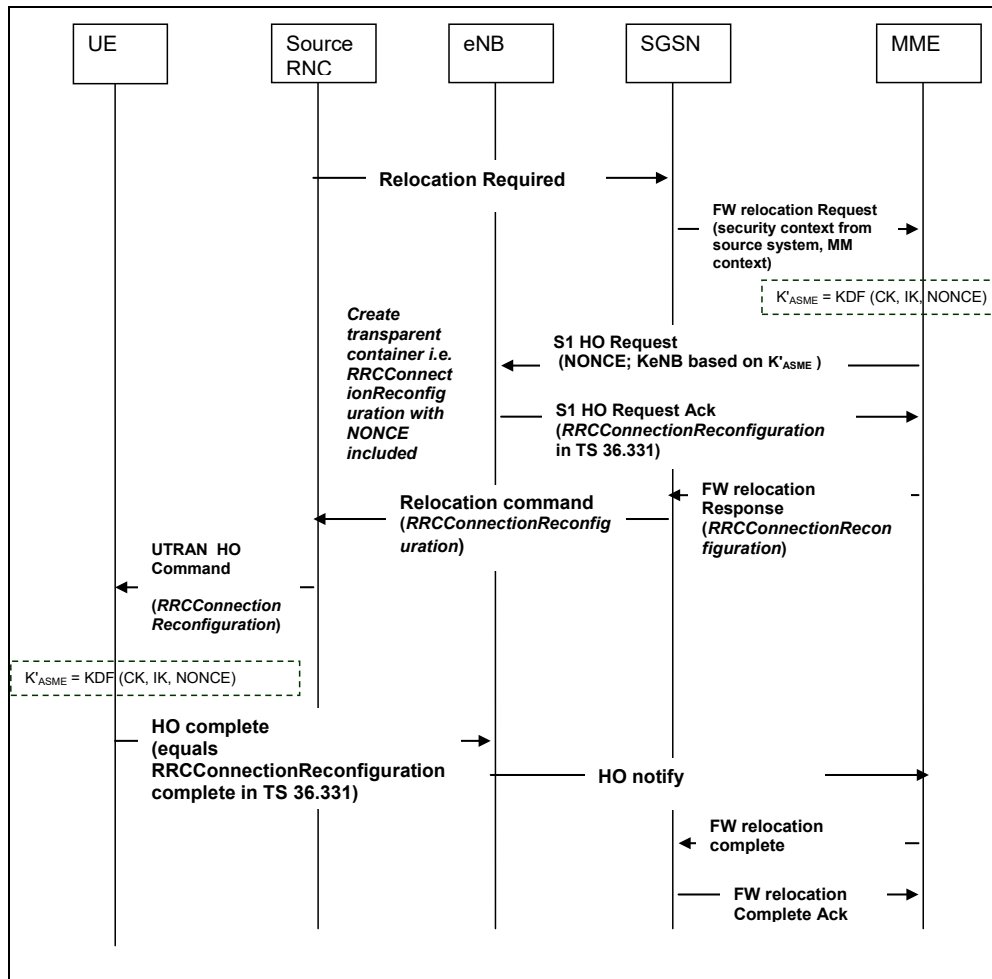 UE
Source
RNC
eNB
SGSN
MME
Relocation Required
FW relocation Request
(security context from
source system, MM
context)
K'ASME = KDF (CK, IK, NONCE)
Create
transparent
container i.e.
RRCConnect
ionReconfig
uration with
NONCE
included
S1 HO Request
(NONCE; KeNB based on K'ASME )
S1 HO Request Ack
(RRCConnectionReconfiguration
in TS 36.331)
FW relocation
Response
(RRCConnectionRecon
figuration)
Relocation command
(RRCConnectionReconfig
uration)
UTRAN HO
Command
(RRCConnection
Reconfiguration)
K'ASME = KDF (CK, IK, NONCE)
HO complete
(equals
RRCConnectionReconfiguration
complete in TS 36.331)
HO notify
FW relocation
complete
FW relocation
Complete Ack